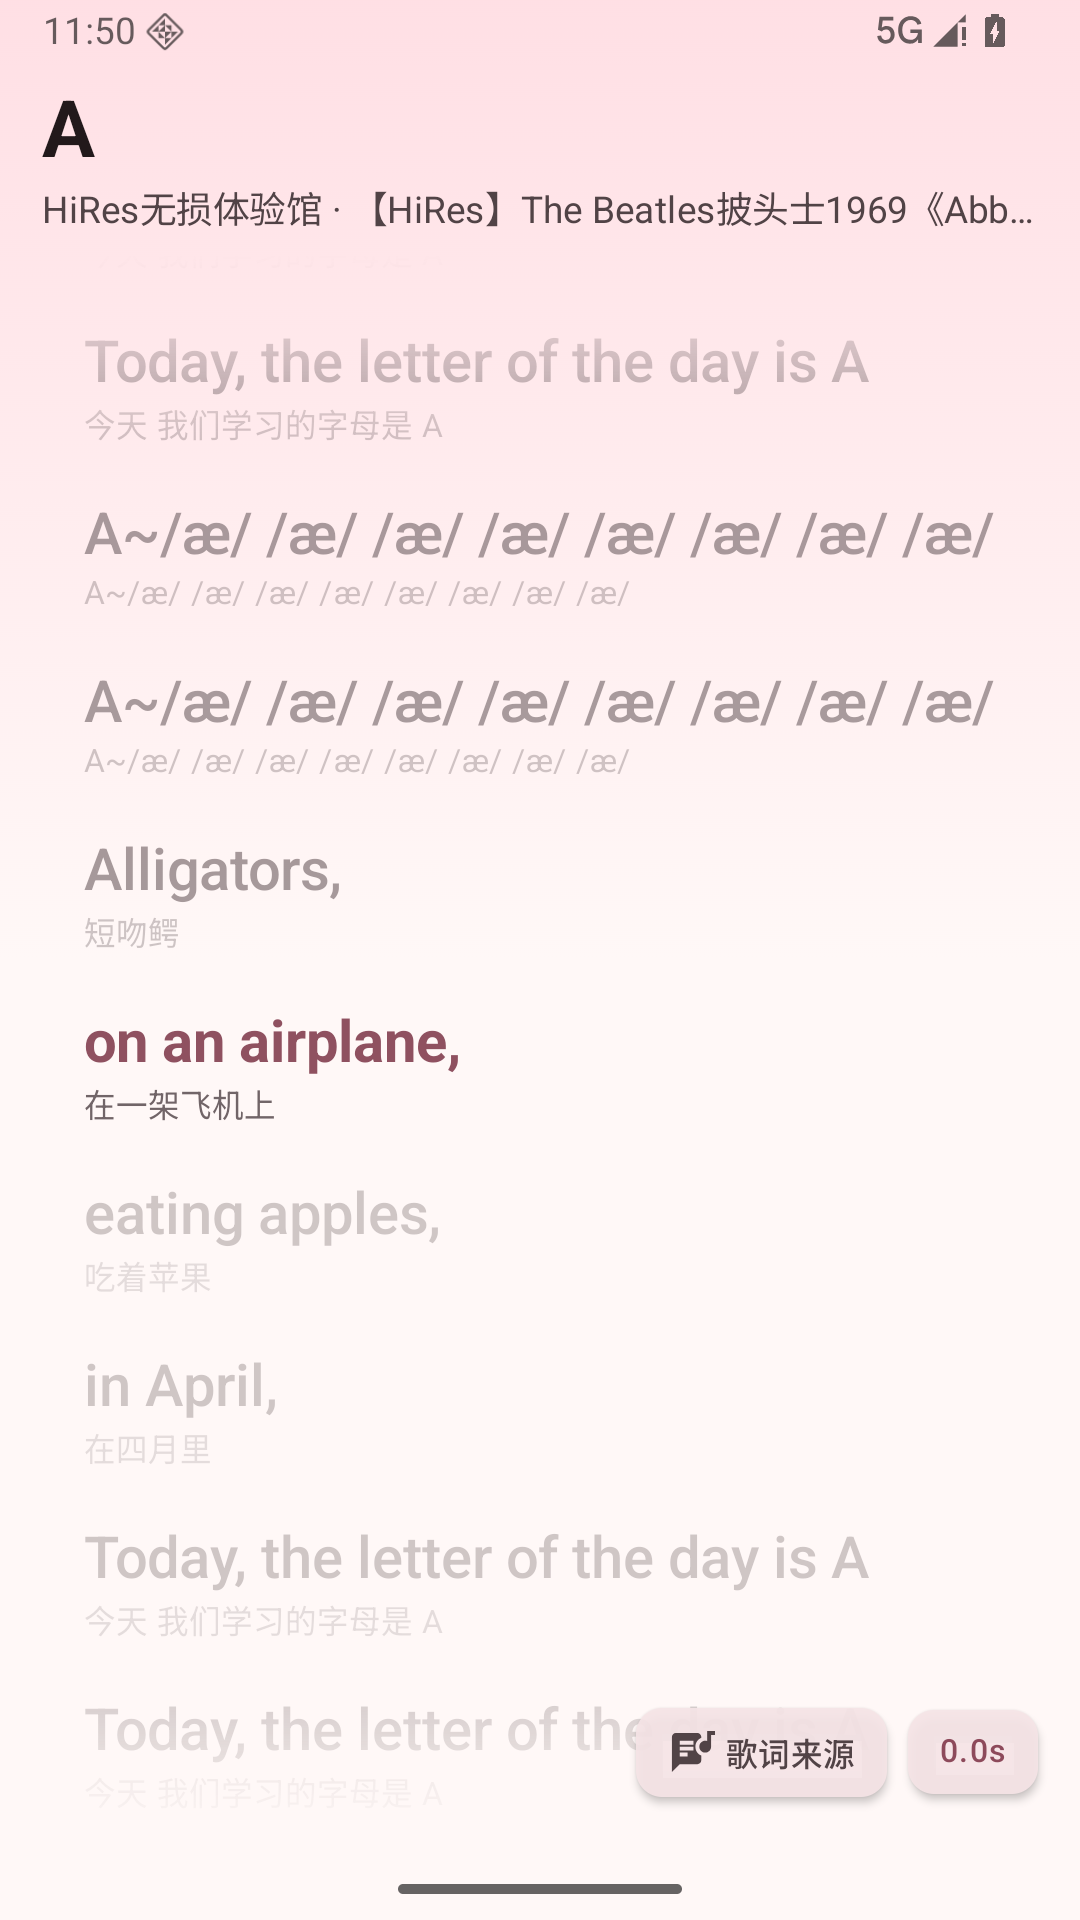 11:50
5G
A
HiRes无损体验馆 · 【HiRes】The Beatles披头士1969《Abb…
Today, the letter of the day is A
今天 我们学习的字母是 A
A~/æ/ /æ/ /æ/ /æ/ /æ/ /æ/ /æ/ /æ/
A~/æ/ /æ/ /æ/ /æ/ /æ/ /æ/ /æ/ /æ/
A~/æ/ /æ/ /æ/ /æ/ /æ/ /æ/ /æ/ /æ/
A~/æ/ /æ/ /æ/ /æ/ /æ/ /æ/ /æ/ /æ/
Alligators,
短吻鳄
on an airplane,
在一架飞机上
eating apples,
吃着苹果
in April,
在四月里
Today, the letter of the day is A
今天 我们学习的字母是 A
Today, the letter of the day is A
今天 我们学习的字母是 A
歌词来源
0.0s